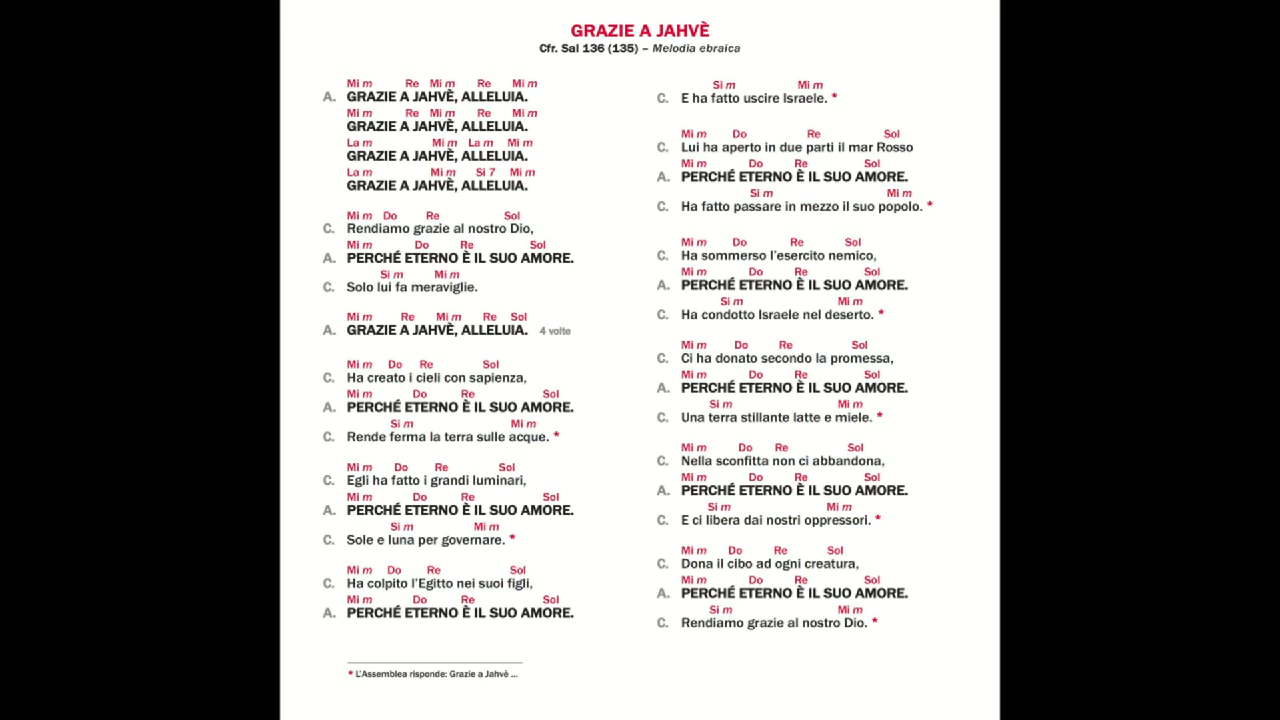 GRAZIE A JAHVÈ
Cfr. Sal 136 (135) – Melodia ebraica
Mi m Re Mi m Re Mi m
A. GRAZIE A JAHVÈ, ALLELUIA.
Mi m Re Mi m Re Mi m
GRAZIE A JAHVÈ, ALLELUIA.
La m Mi m La m Mi m
GRAZIE A JAHVÈ, ALLELUIA.
La m Mi m Si 7 Mi m
GRAZIE A JAHVÈ, ALLELUIA.
Mi m Do Re Sol
C. Rendiamo grazie al nostro Dio,
Mi m Do Re Sol
A. PERCHÉ ETERNO È IL SUO AMORE.
Si m Mi m
C. Solo lui fa meraviglie.
Mi m Re Mi m Re Sol
A. GRAZIE A JAHVÈ, ALLELUIA. 4 volte
Mi m Do Re Sol
C. Ha creato i cieli con sapienza,
Mi m Do Re Sol
A. PERCHÉ ETERNO È IL SUO AMORE.
Si m Mi m
C. Rende ferma la terra sulle acque. *
Mi m Do Re Sol
C. Egli ha fatto i grandi luminari,
Mi m Do Re Sol
A. PERCHÉ ETERNO È IL SUO AMORE.
Si m Mi m
C. Sole e luna per governare. *
Mi m Do Re Sol
C. Ha colpito l'Egitto nei suoi figli,
Mi m Do Re Sol
A. PERCHÉ ETERNO È IL SUO AMORE.
Si m Mi m
C. E ha fatto uscire Israele. *
Mi m Do Re Sol
C. Lui ha aperto in due parti il mar Rosso
Mi m Do Re Sol
A. PERCHÉ ETERNO È IL SUO AMORE.
Si m Mi m
C. Ha fatto passare in mezzo il suo popolo. *
Mi m Do Re Sol
C. Ha sommerso l'esercito nemico,
Mi m Do Re Sol
A. PERCHÉ ETERNO È IL SUO AMORE.
Si m Mi m
C. Ha condotto Israele nel deserto. *
Mi m Do Re Sol
C. Ci ha donato secondo la promessa,
Mi m Do Re Sol
A. PERCHÉ ETERNO È IL SUO AMORE.
Si m Mi m
C. Una terra stillante latte e miele. *
Mi m Do Re Sol
C. Nella sconfitta non ci abbandona,
Mi m Do Re Sol
A. PERCHÉ ETERNO È IL SUO AMORE.
Si m Mi m
C. E ci libera dai nostri oppressori. *
Mi m Do Re Sol
C. Dona il cibo ad ogni creatura,
Mi m Do Re Sol
A. PERCHÉ ETERNO È IL SUO AMORE.
Si m Mi m
C. Rendiamo grazie al nostro Dio. *
* L'Assemblea risponde: Grazie a Jahvè ...